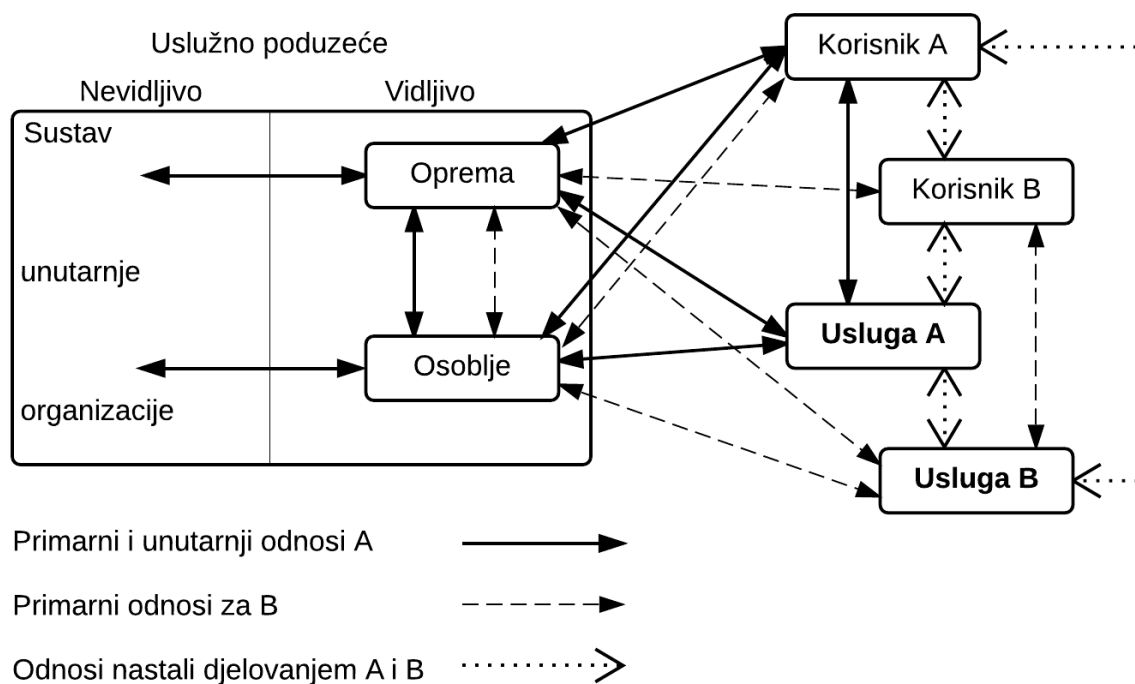 Uslužno poduzeće
Nevidljivo
Vidljivo
Sustav
unutarnje
organizacije
Oprema
Osoblje
Korisnik A
Korisnik B
Usluga A
Usluga B
Primarni i unutarnji odnosi A
Primarni odnosi za B
Odnosi nastali djelovanjem A i B